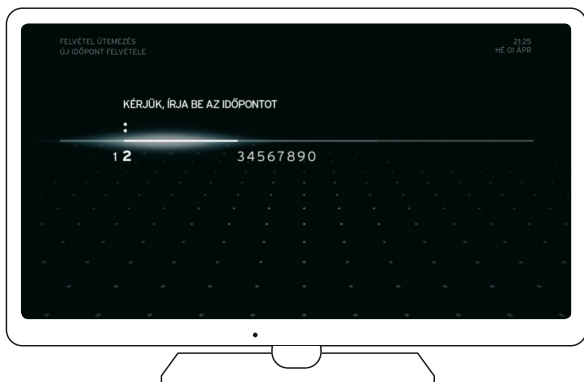 FELVÉTEL ÜTEMEZÉS
ÚJ IDŐPONT FELVÉTELE
21:25
HÉ 01 ÁPR
KÉRJÜK, ÍRJA BE AZ IDŐPONTOT
:
1 2 34567890